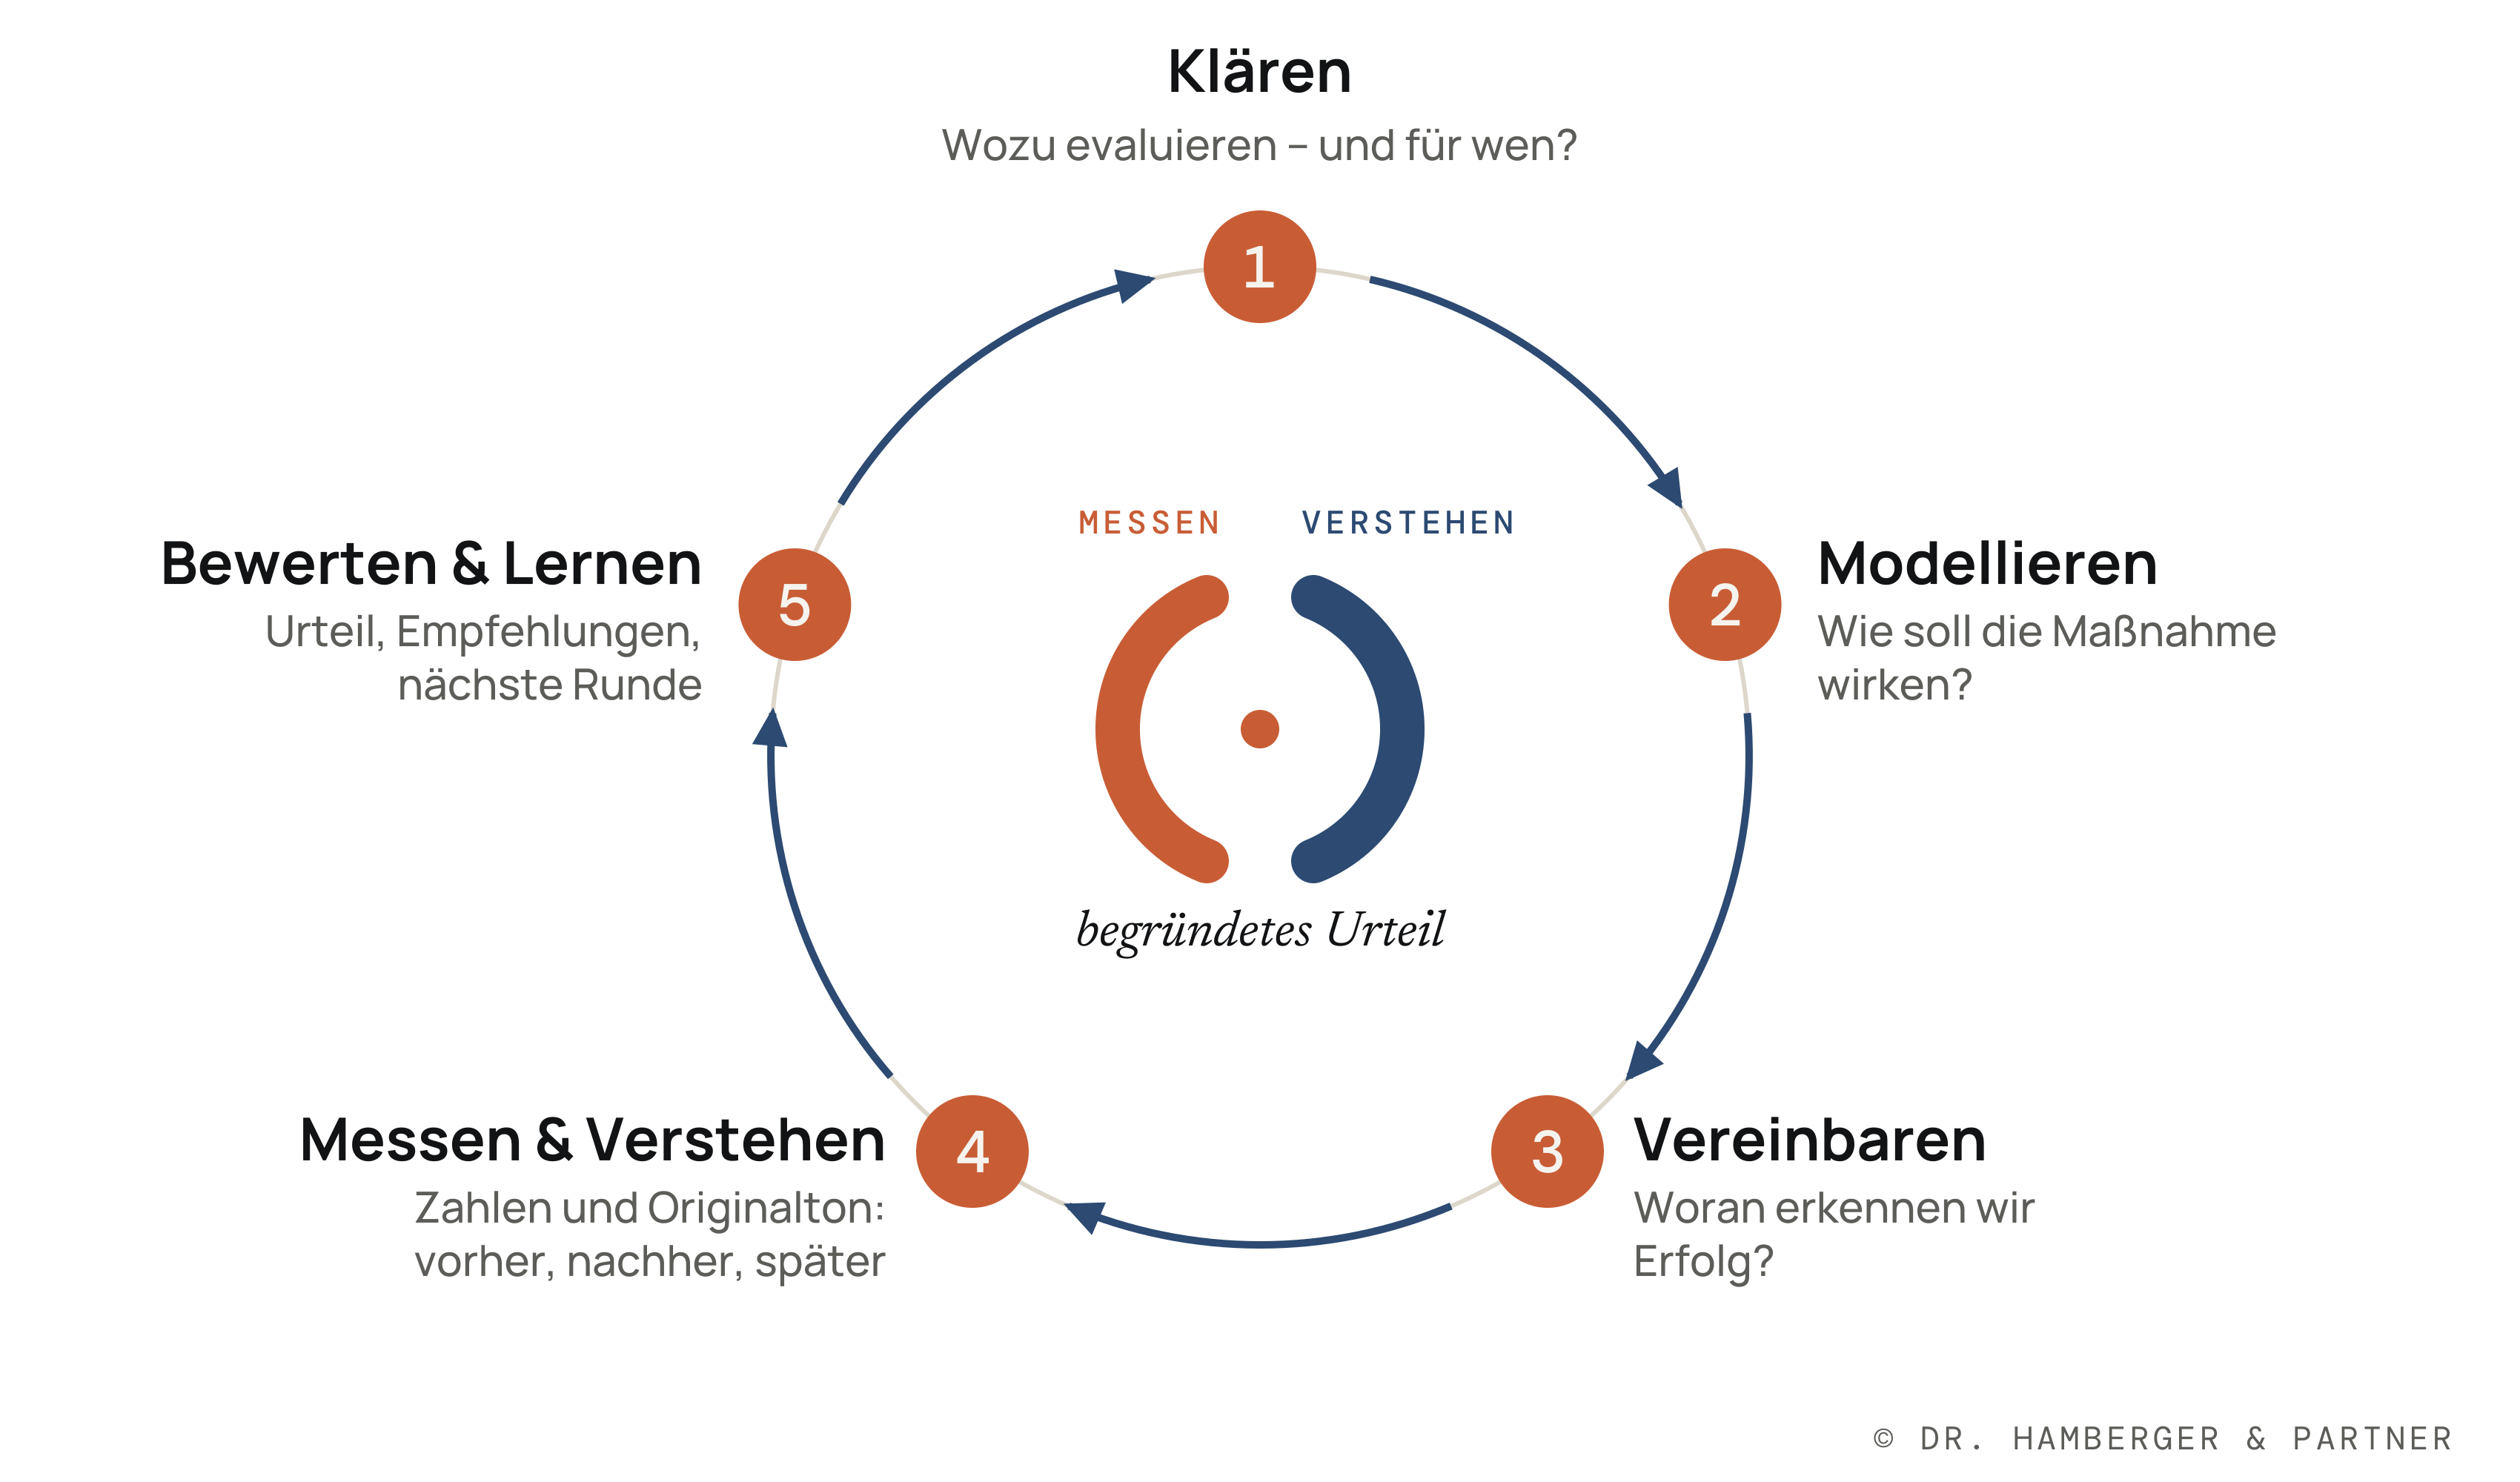 Klären
Wozu evaluieren – und für wen?
1
MESSEN
VERSTEHEN
begründetes Urteil
2
Modellieren
Wie soll die Maßnahme
wirken?
3
Vereinbaren
Woran erkennen wir
Erfolg?
4
Messen & Verstehen
Zahlen und Originalton:
vorher, nachher, später
5
Bewerten & Lernen
Urteil, Empfehlungen,
nächste Runde
© DR. HAMBERGER & PARTNER